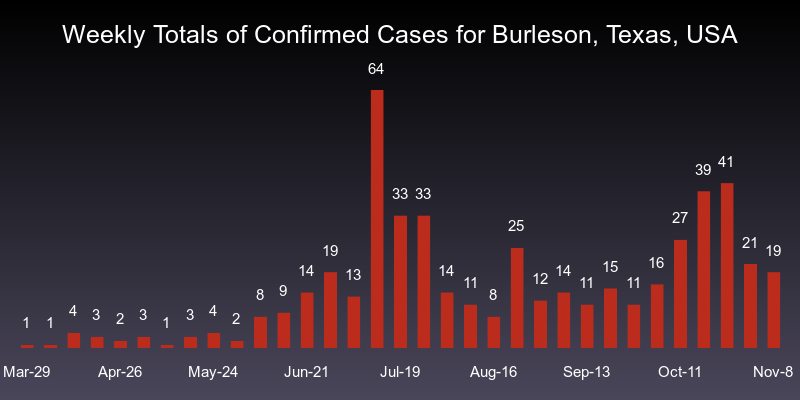 Weekly Totals of Confirmed Cases for Burleson, Texas, USA
64
41
39
33 33
27
25
21
19 19
16
15
14 14 14
13
12
11 11 11
8 9 8
4 4
3 3 3
2 2
1 1 1
Mar-29 Apr-26 May-24 Jun-21 Jul-19 Aug-16 Sep-13 Oct-11 Nov-8